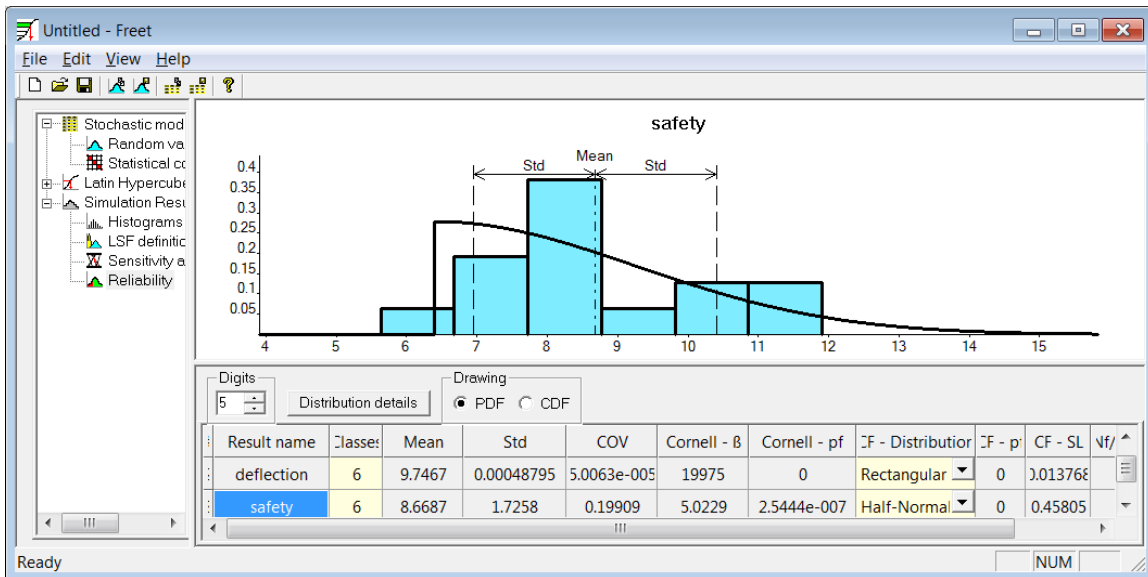 Untitled - Freet
File Edit View Help
Stochastic mod
Random va
Statistical co
Latin Hypercube
Simulation Resu
Histograms
LSF definitic
Sensitivity a
Reliability
safety
Std Mean Std
0.4
0.35
0.3
0.25
0.2
0.15
0.1
0.05
4 5 6 7 8 9 10 11 12 13 14 15
Digits
5
Distribution details
Drawing
PDF CDF
Result name Classes Mean Std COV Cornell - ß Cornell - pf CF - Distribution CF - pf CF - SL Nf/
deflection 6 9.7467 0.00048795 5.0063e-005 19975 0 Rectangular 0 0.013768
safety 6 8.6687 1.7258 0.19909 5.0229 2.5444e-007 Half-Normal 0 0.45805
Ready
NUM